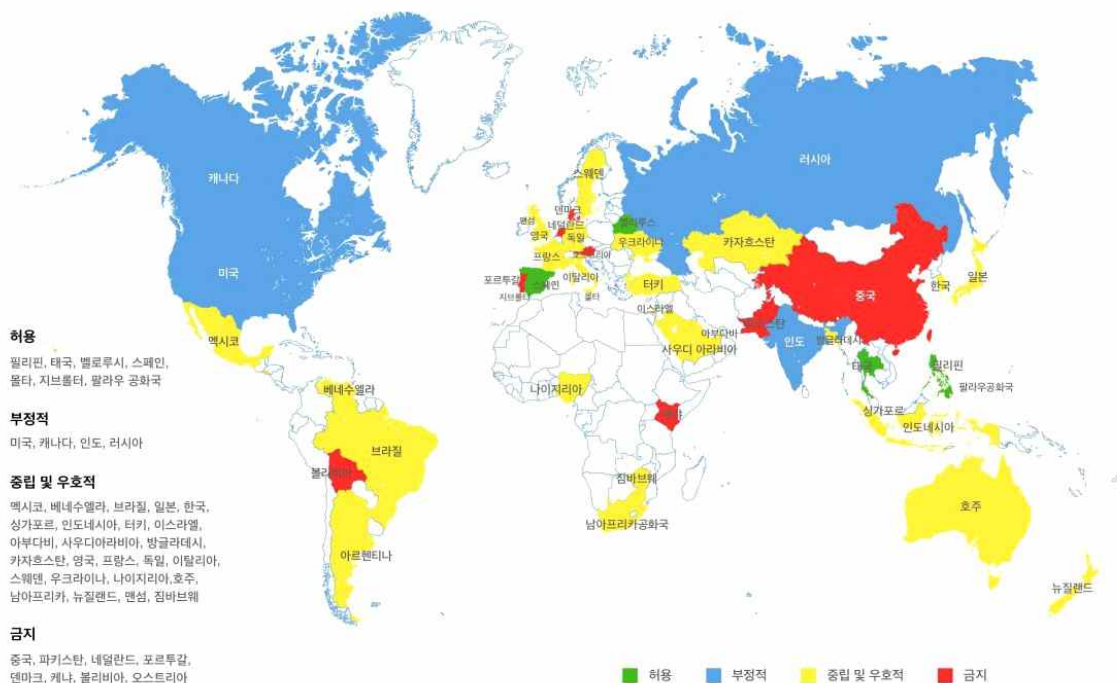 캐나다
미국
러시아
스웨덴
덴마크
맨섬
네덜란드
영국
독일
우크라이나
카자흐스탄
프랑스
포르투갈
스페인
이탈리아
터키
지브롤터
몰타
이스라엘
중국
한국
일본
멕시코
아부다비
사우디 아라비아
인도
방글라데시
필리핀
팔라우공화국
베네수엘라
나이지리아
싱가포르
인도네시아
브라질
짐바브웨
호주
남아프리카공화국
아르헨티나
뉴질랜드
허용
필리핀, 태국, 벨로루시, 스페인,
몰타, 지브롤터, 팔라우 공화국
부정적
미국, 캐나다, 인도, 러시아
중립 및 우호적
멕시코, 베네수엘라, 브라질, 일본, 한국,
싱가포르, 인도네시아, 터키, 이스라엘,
아부다비, 사우디아라비아, 방글라데시,
카자흐스탄, 영국, 프랑스, 독일, 이탈리아,
스웨덴, 우크라이나, 나이지리아,호주,
남아프리카, 뉴질랜드, 맨섬, 짐바브웨
금지
중국, 파키스탄, 네덜란드, 포르투갈,
덴마크, 케냐, 볼리비아, 오스트리아
허용
부정적
중립 및 우호적
금지